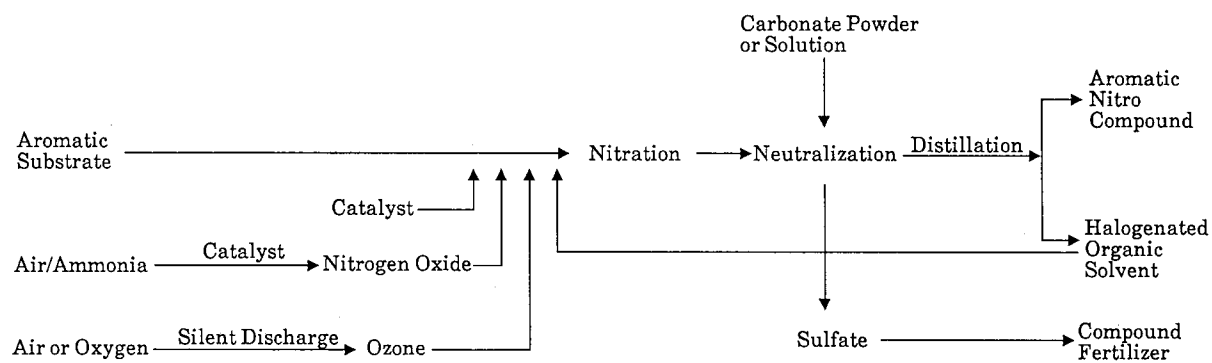 Carbonate Powder
or Solution
Aromatic
Nitro
Compound
Aromatic
Substrate
Nitration
Neutralization
Distillation
Catalyst
Halogenated
Organic
Solvent
Air/Ammonia
Catalyst
Nitrogen Oxide
Air or Oxygen
Silent Discharge
Ozone
Sulfate
Compound
Fertilizer